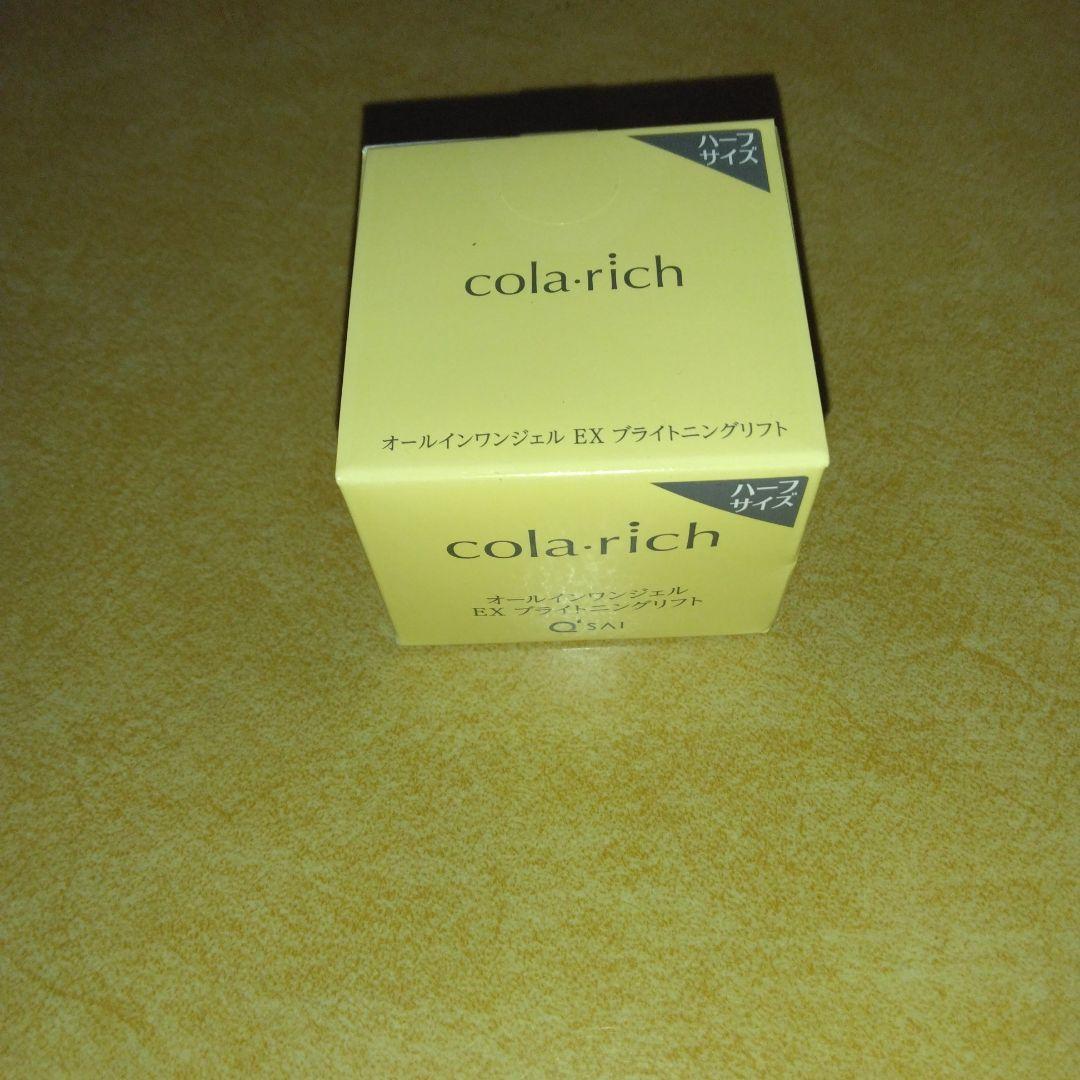 ハーフ
サイズ
cola·rich
オールインワンジェル EX ブライトニングリフト
ハーフ
サイズ
cola·rich
オールインワンジェル
EX ブライトニングリフト
Q'SAI